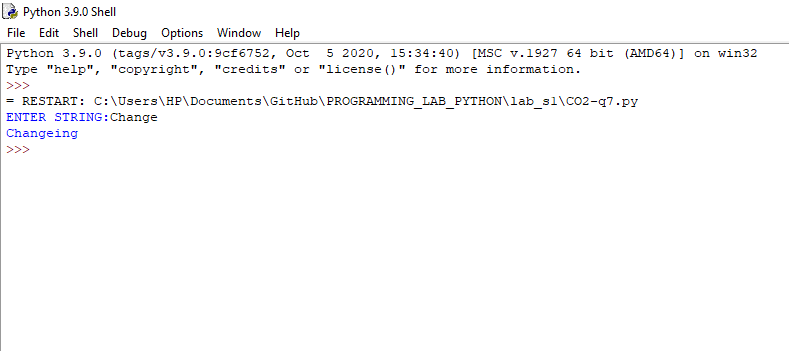 Python 3.9.0 Shell
File Edit Shell Debug Options Window Help
Python 3.9.0 (tags/v3.9.0:9cf6752, Oct  5 2020, 15:34:40) [MSC v.1927 64 bit (AMD64)] on win32
Type "help", "copyright", "credits" or "license()" for more information.
>>>
= RESTART: C:\Users\HP\Documents\GitHub\PROGRAMMING_LAB_PYTHON\lab_s1\CO2-q7.py
ENTER STRING:Change
Changeing
>>>